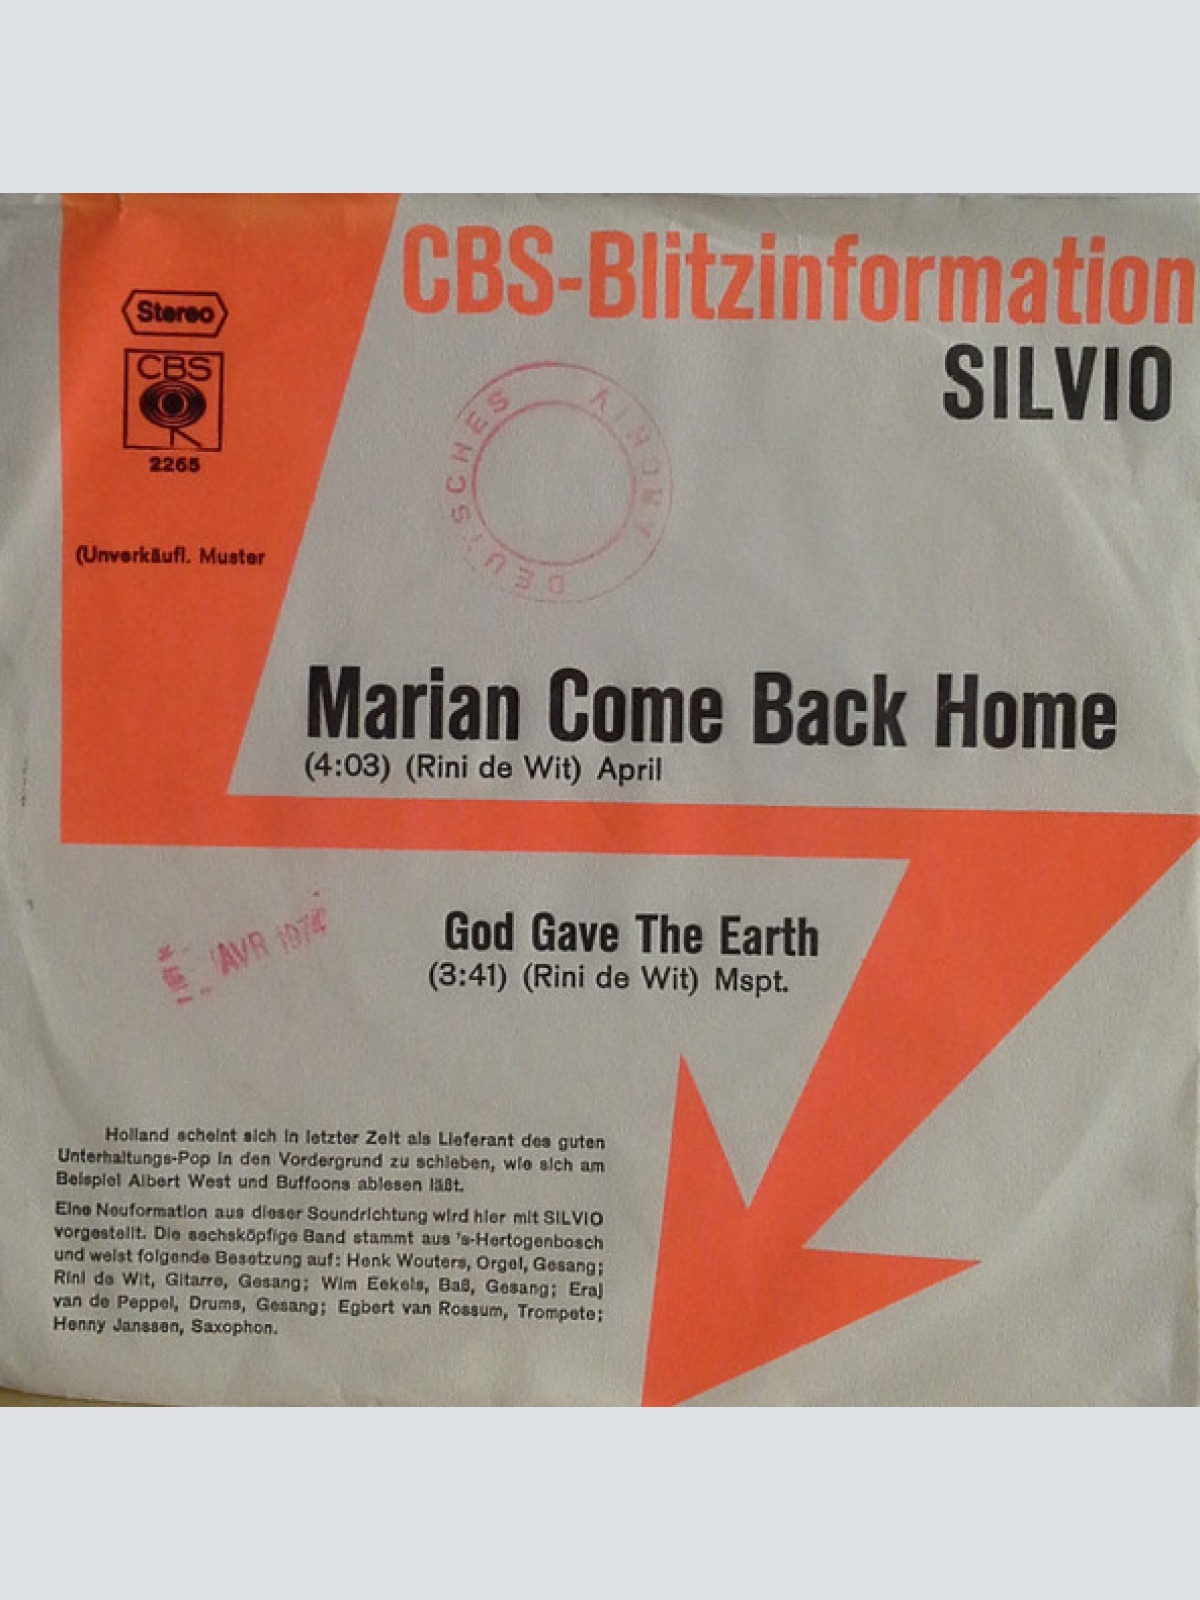 CBS-Blitzinformation
SILVIO
Stereo
CBS
2265
(Unverkäufl. Muster
DEUTSCHES ARCHIV
Marian Come Back Home
(4:03) (Rini de Wit) April
God Gave The Earth
(3:41) (Rini de Wit) Mspt.
AVR 1974
Holland scheint sich in letzter Zeit als Lieferant des guten
Unterhaltungs-Pop in den Vordergrund zu schieben, wie sich am
Beispiel Albert West und Buffoons ablesen läßt.
Eine Neuformation aus dieser Soundrichtung wird hier mit SILVIO
vorgestellt. Die sechsköpfige Band stammt aus 's-Hertogenbosch
und weist folgende Besetzung auf: Henk Wouters, Orgel, Gesang;
Rini de Wit, Gitarre, Gesang; Wim Eekels, Baß, Gesang; Eraj
van de Peppel, Drums, Gesang; Egbert van Rossum, Trompete;
Henny Janssen, Saxophon.